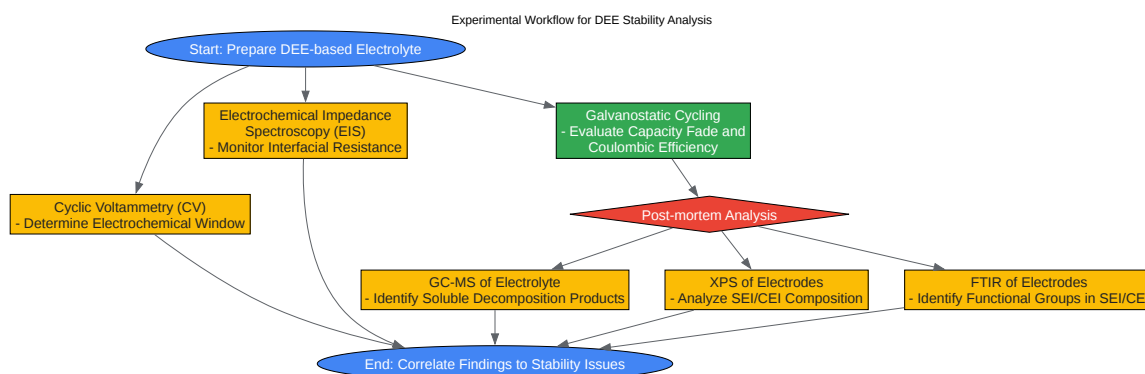 Experimental Workflow for DEE Stability Analysis
Start: Prepare DEE-based Electrolyte
Electrochemical Impedance
Spectroscopy (EIS)
- Monitor Interfacial Resistance
Galvanostatic Cycling
- Evaluate Capacity Fade and
Coulombic Efficiency
Cyclic Voltammetry (CV)
- Determine Electrochemical Window
Post-mortem Analysis
GC-MS of Electrolyte
- Identify Soluble Decomposition Products
XPS of Electrodes
- Analyze SEI/CEI Composition
FTIR of Electrodes
- Identify Functional Groups in SEI/CE
End: Correlate Findings to Stability Issues